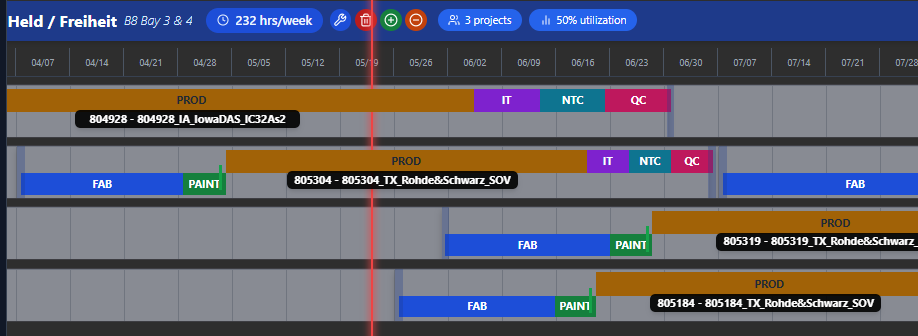 Held / Freiheit B8 Bay 3 & 4 232 hrs/week 3 projects 50% utilization
04/07 04/14 04/21 04/28 05/05 05/12 05/19 05/26 06/02 06/09 06/16 06/23 06/30 07/07 07/14 07/21 07/28
PROD IT NTC QC
804928 - 804928_IA_IowaDAS_IC32As2
PROD IT NTC QC
FAB PAINT 805304 - 805304_TX_Rohde&Schwarz_SOV FAB
PROD
FAB PAINT 805319 - 805319_TX_Rohde&Schwarz_
PROD
FAB PAINT 805184 - 805184_TX_Rohde&Schwarz_SOV